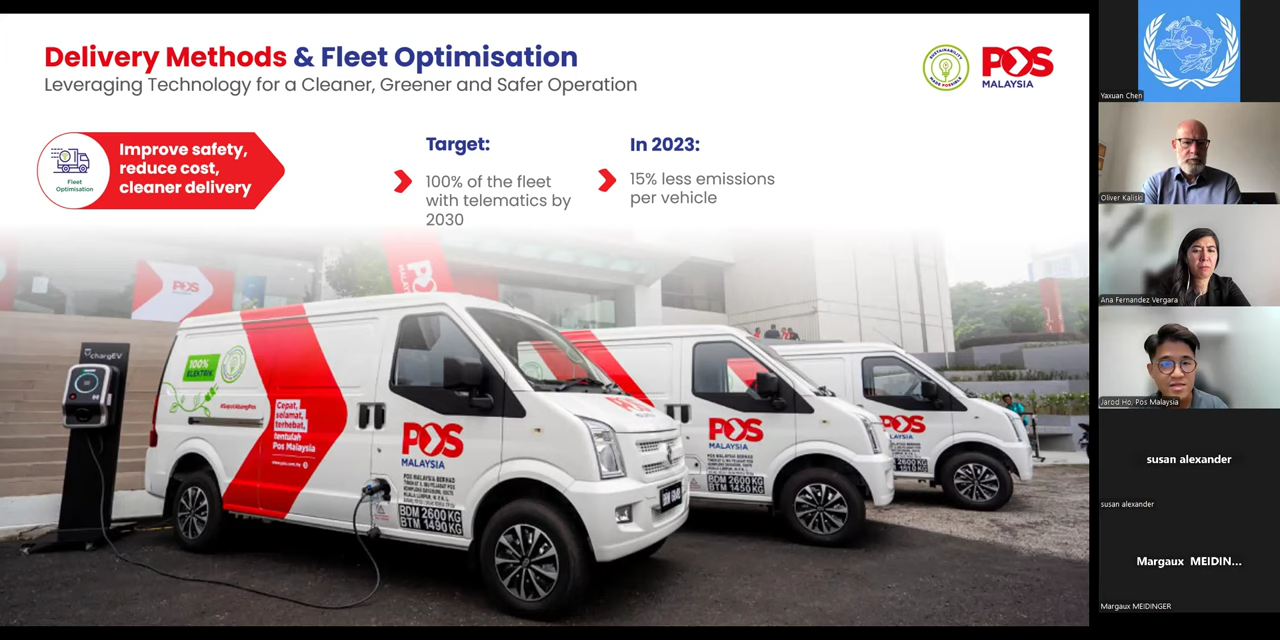 Delivery Methods & Fleet Optimisation
Leveraging Technology for a Cleaner, Greener and Safer Operation
POS
MALAYSIA
Fleet
Optimisation
Improve safety,
reduce cost,
cleaner delivery
Target:
100% of the fleet
with telematics by
2030
In 2023:
15% less emissions
per vehicle
POS
chargEV
100%
ELEKTRIK
Cepat,
selamat,
terhebat,
tentulah
Pos Malaysia
POS
MALAYSIA
POS MALAYSIA BERHAD
BDM 2600 KG
BTM 1490 KG
POS
MALAYSIA
BDM 2600 KG
BTM 1450 KG
POS
Yaxuan Chen
Oliver Kaliski
Ana Fernandez Vergara
Jarod Ho, Pos Malaysia
susan alexander
susan alexander
Margaux MEIDIN...
Margaux MEIDINGER